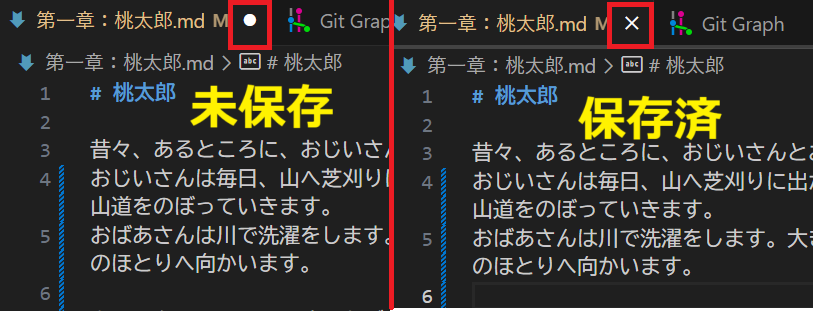 第一章：桃太郎.md M ● Git Grap
第一章：桃太郎.md > abc # 桃太郎
1 # 桃太郎
未保存
2
3 昔々、あるところに、おじいさん
4 おじいさんは毎日、山へ芝刈り
山道をのぼっていきます。
5 おばあさんは川で洗濯をします。
のほとりへ向かいます。
6
第一章：桃太郎.md M × Git Graph
第一章：桃太郎.md > abc # 桃太郎
1 # 桃太郎
保存済
2
3 昔々、あるところに、おじいさんと
4 おじいさんは毎日、山へ芝刈りに出
山道をのぼっていきます。
5 おばあさんは川で洗濯をします。大
のほとりへ向かいます。
6